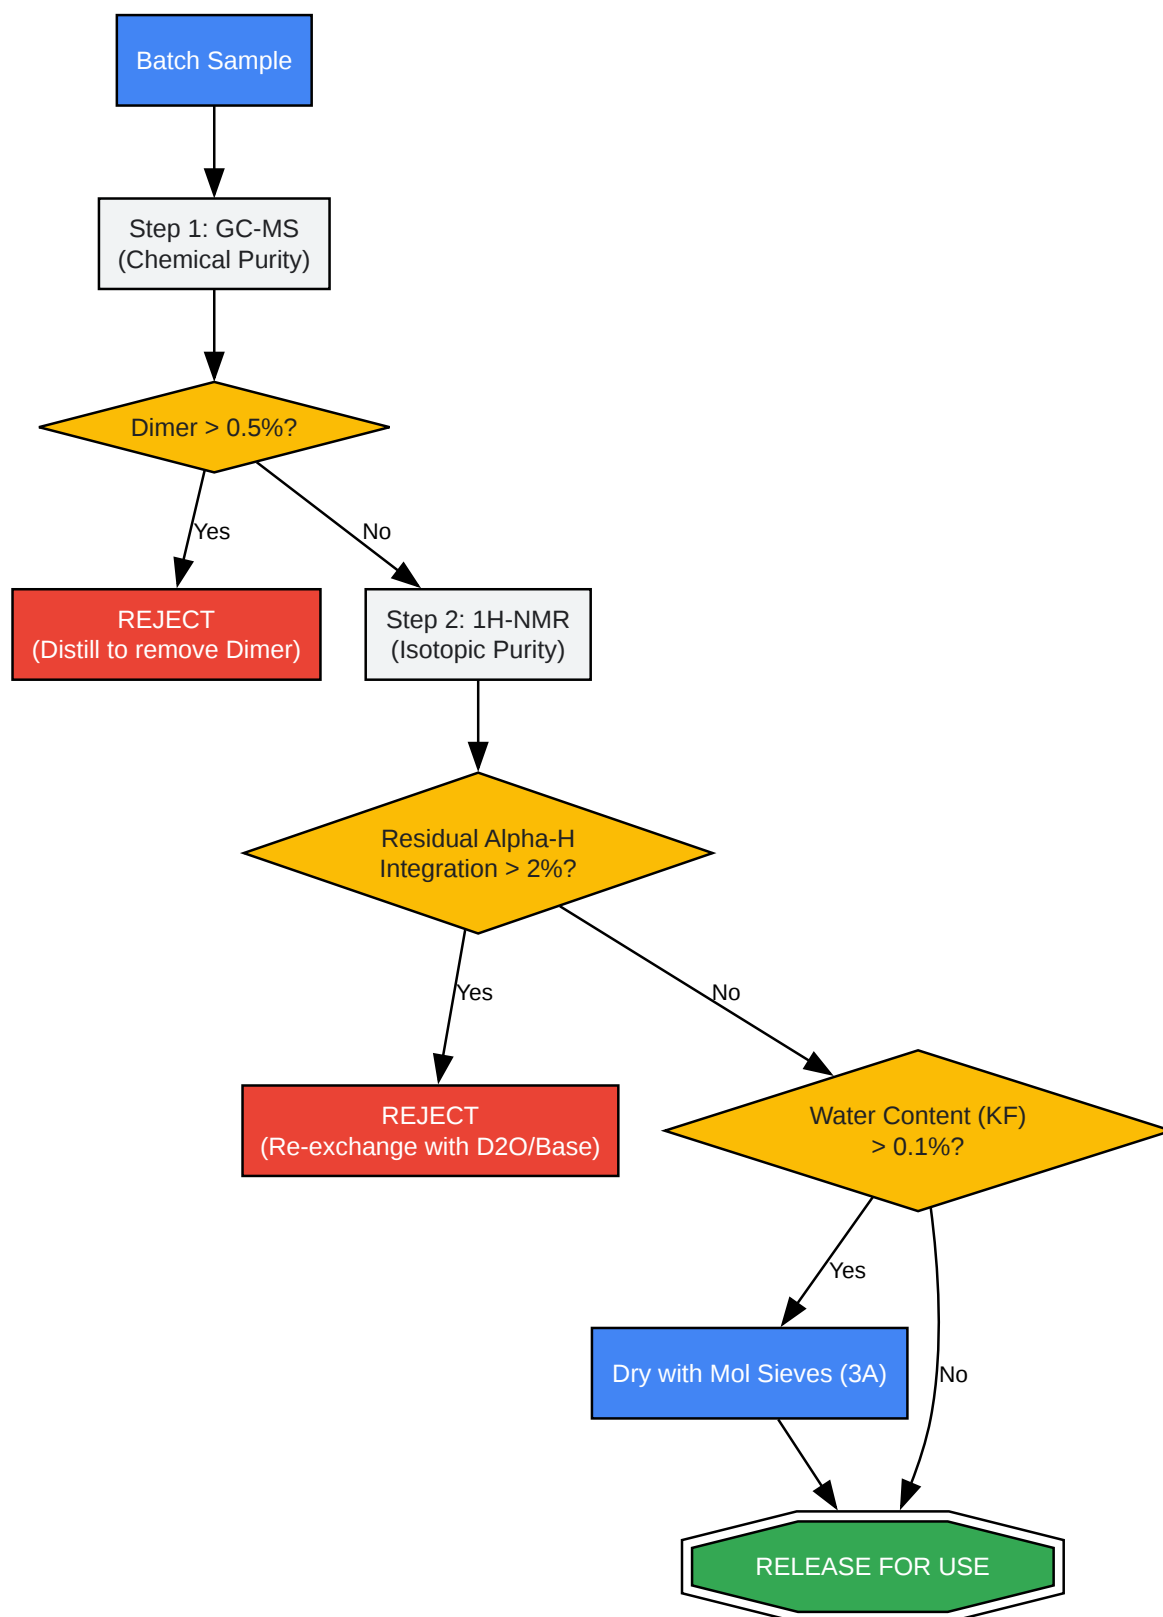 Batch Sample
Step 1: GC-MS
(Chemical Purity)
Dimer > 0.5%?
Yes
No
REJECT
(Distill to remove Dimer)
Step 2: 1H-NMR
(Isotopic Purity)
Residual Alpha-H
Integration > 2%?
Yes
No
REJECT
(Re-exchange with D2O/Base)
Water Content (KF)
> 0.1%?
Yes
Dry with Mol Sieves (3A)
No
RELEASE FOR USE